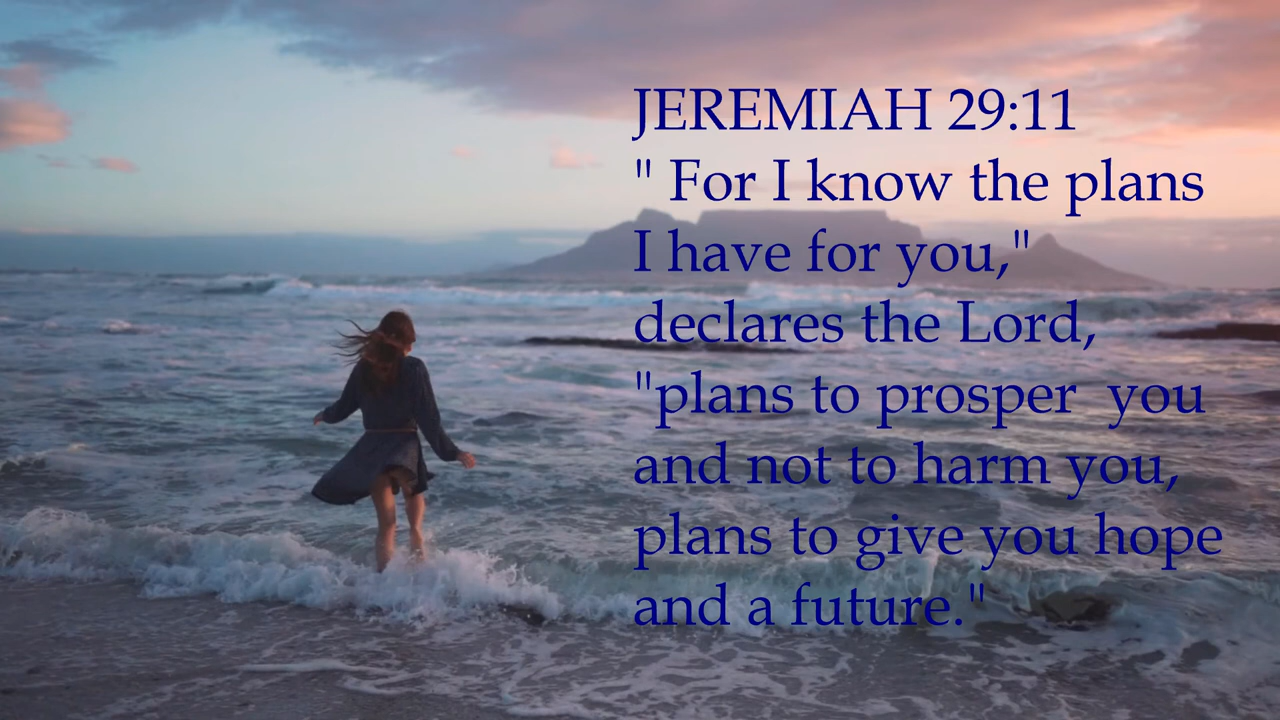 JEREMIAH 29:11
" For I know the plans
I have for you,"
declares the Lord,
"plans to prosper  you
and not to harm you,
plans to give you hope
and a future."